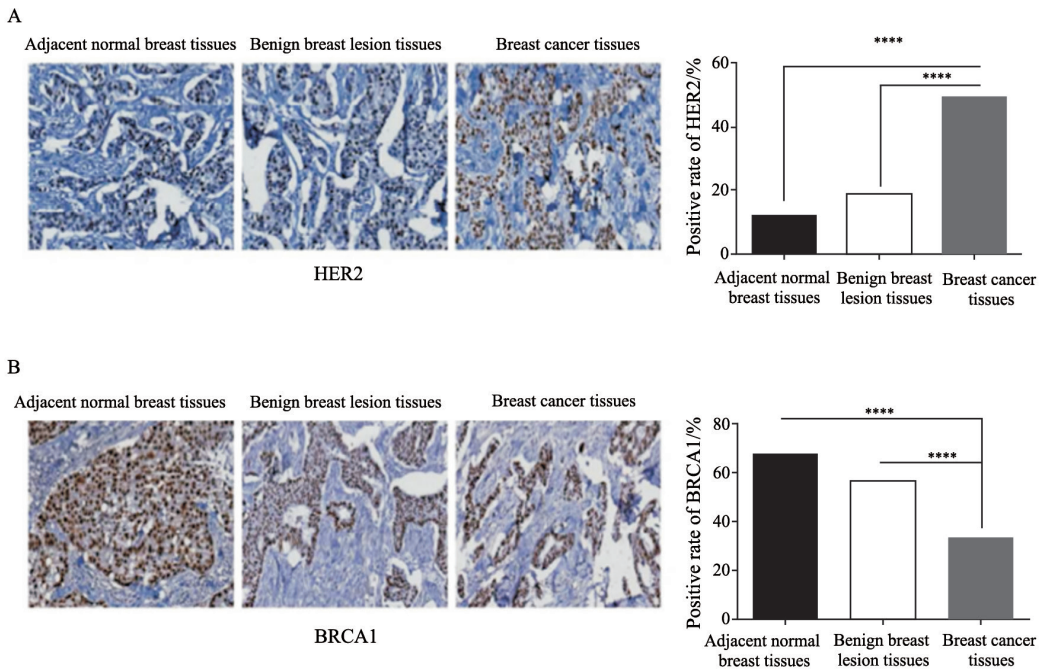 A
Adjacent normal breast tissues
Benign breast lesion tissues
Breast cancer tissues
HER2
Positive rate of HER2/%
60
40
20
0
****
****
Adjacent normal
breast tissues
Benign breast
lesion tissues
Breast cancer
tissues
B
Adjacent normal breast tissues
Benign breast lesion tissues
Breast cancer tissues
BRCA1
Positive rate of BRCA1/%
80
60
40
20
0
****
****
Adjacent normal
breast tissues
Benign breast
lesion tissues
Breast cancer
tissues